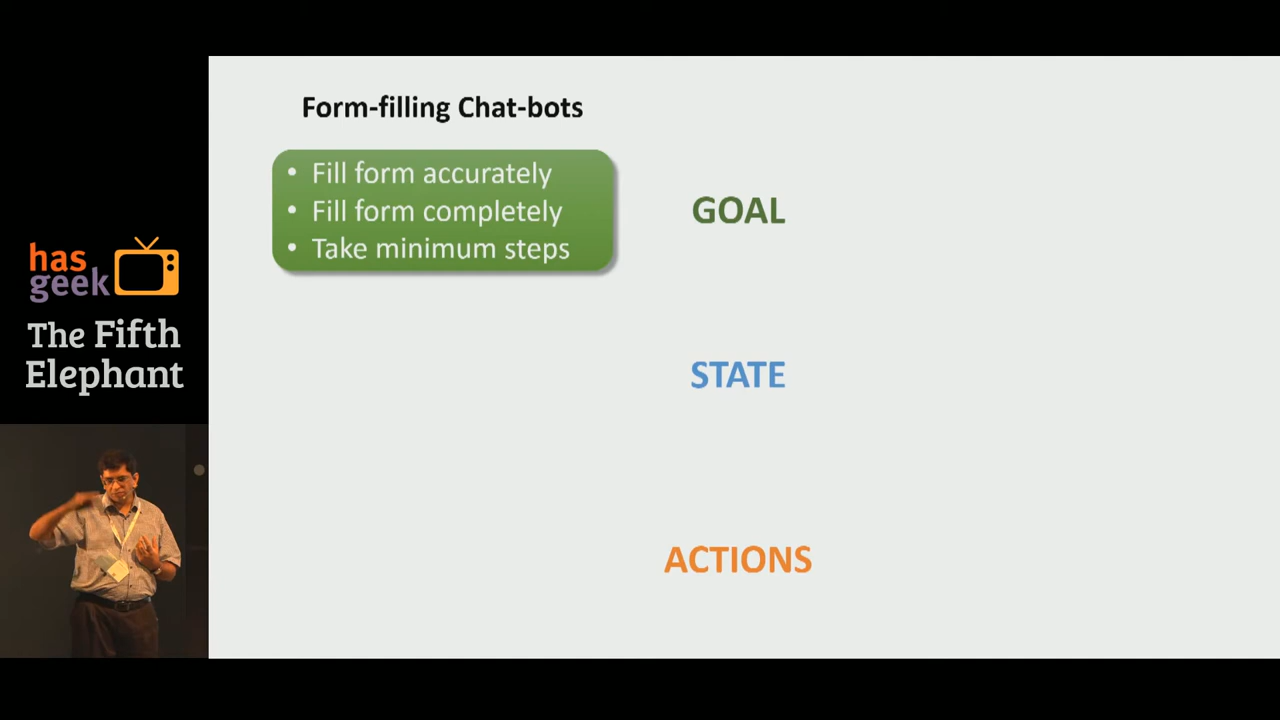 Form-filling Chat-bots
• Fill form accurately
• Fill form completely
• Take minimum steps
GOAL
STATE
ACTIONS
has
geek
The Fifth
Elephant